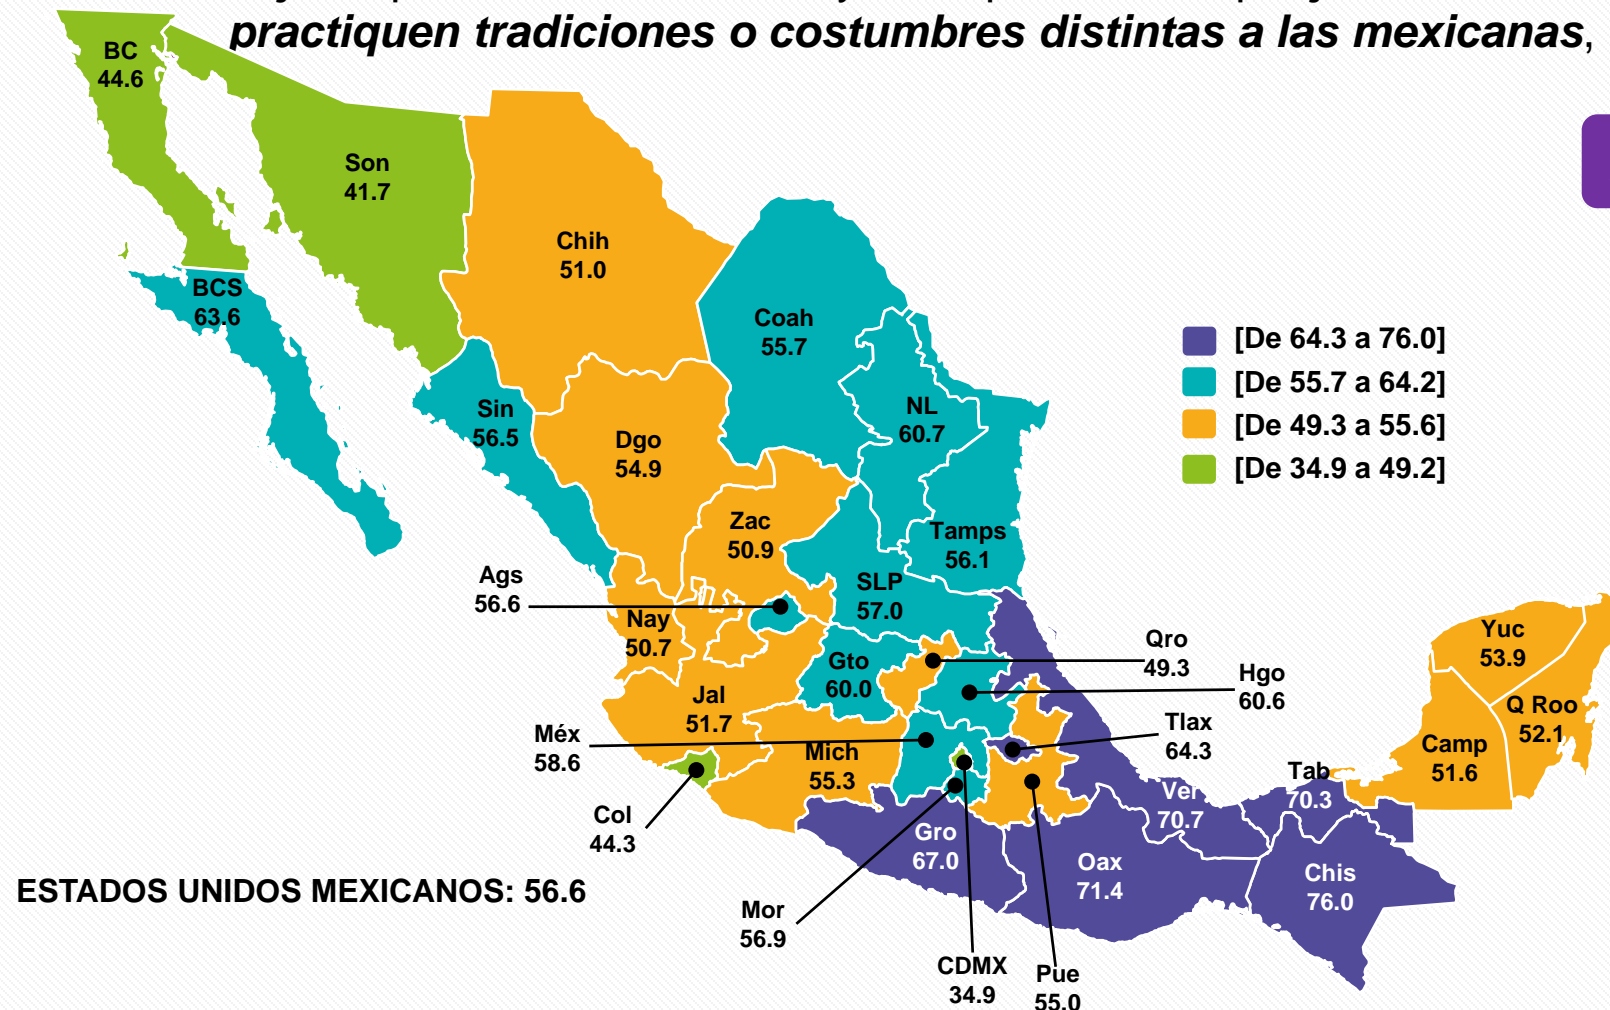 practiquen tradiciones o costumbres distintas a las mexicanas,
BC
44.6
Son
41.7
Chih
51.0
BCS
63.6
Coah
55.7
[De 64.3 a 76.0]
[De 55.7 a 64.2]
[De 49.3 a 55.6]
[De 34.9 a 49.2]
Sin
56.5
NL
60.7
Dgo
54.9
Zac
50.9
Tamps
56.1
Ags
56.6
SLP
57.0
Nay
50.7
Gto
60.0
Qro
49.3
Hgo
60.6
Yuc
53.9
Jal
51.7
Q Roo
52.1
Tlax
64.3
Méx
58.6
Mich
55.3
Camp
51.6
Tab
70.3
Ver
70.7
Col
44.3
Gro
67.0
Oax
71.4
Chis
76.0
ESTADOS UNIDOS MEXICANOS: 56.6
Mor
56.9
CDMX
34.9
Pue
55.0